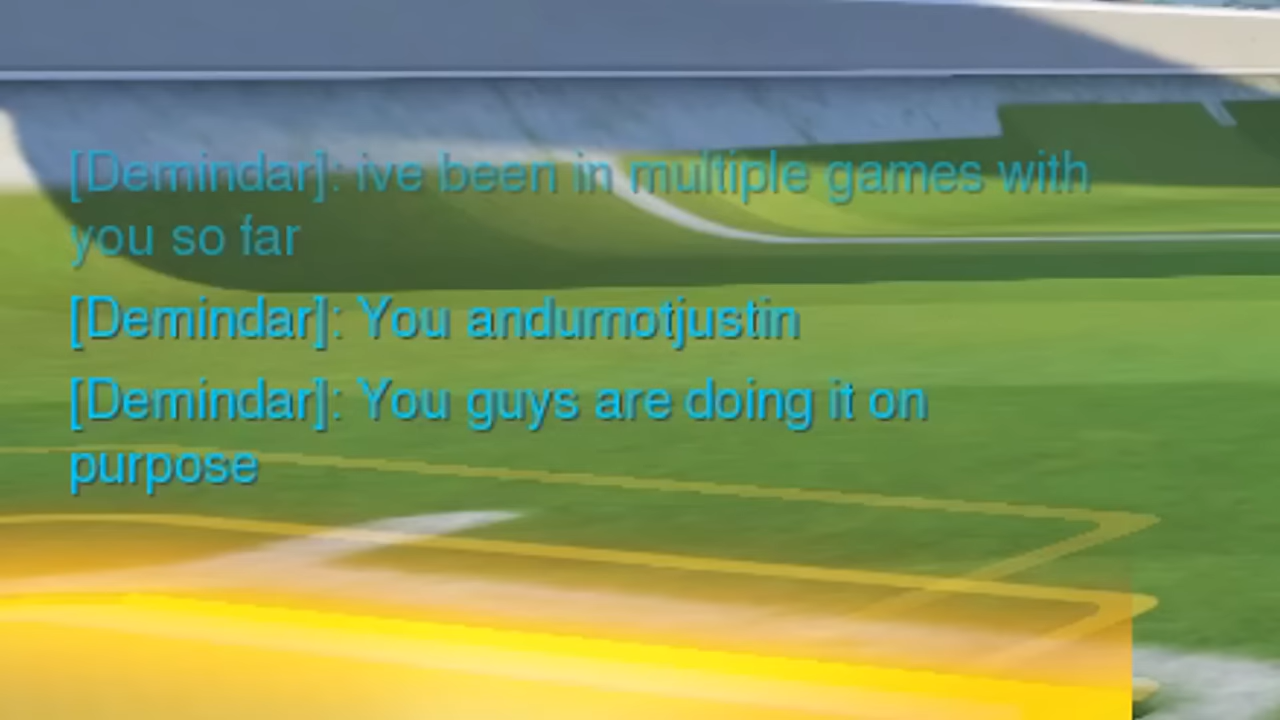 [Demindar]: ive been in multiple games with
you so far
[Demindar]: You andurnotjustin
[Demindar]: You guys are doing it on
purpose